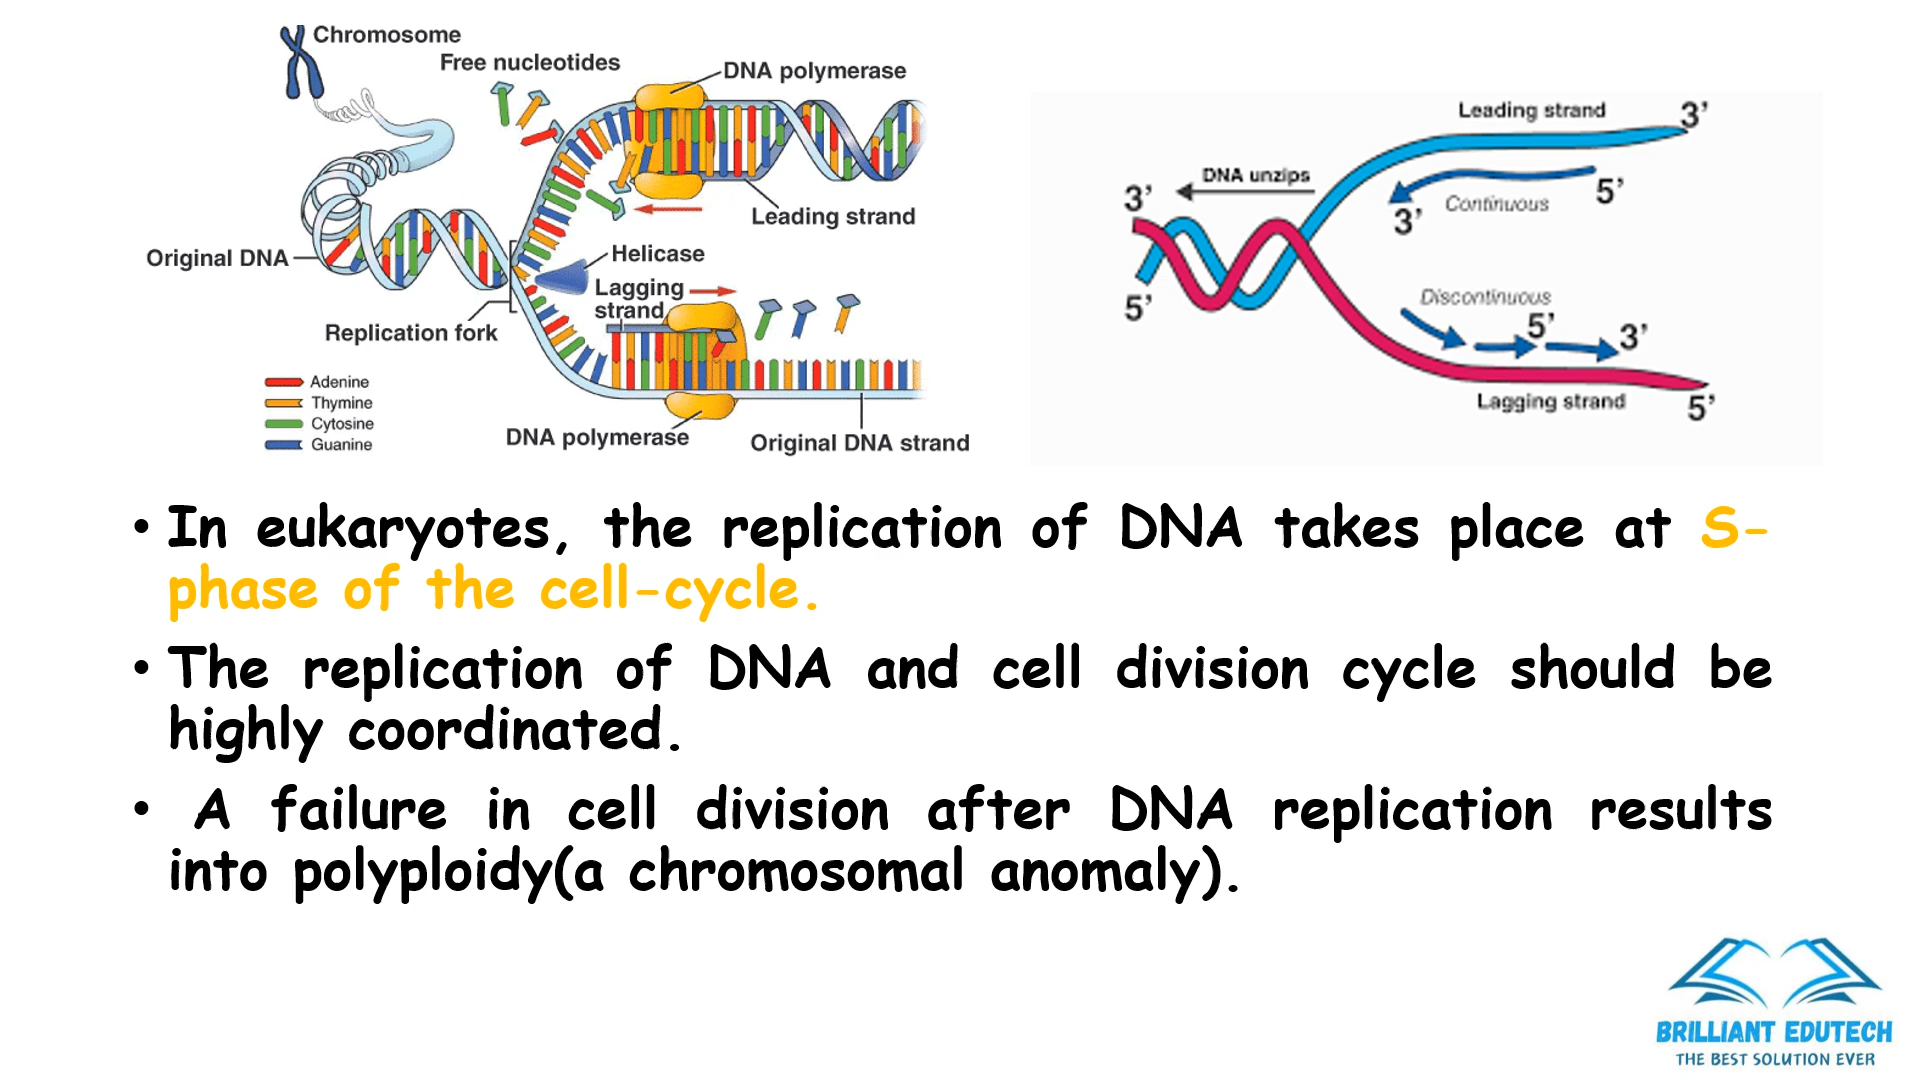 Chromosome
Free nucleotides
DNA polymerase
Leading strand
Original DNA
Helicase
Lagging
strand
Replication fork
Adenine
Thymine
Cytosine
Guanine
DNA polymerase
Original DNA strand
Leading strand
3'
DNA unzips
3'
5'
Continuous
3'
5'
Discontinuous
5'
3'
Lagging strand
5'
• In eukaryotes, the replication of DNA takes place at S-
phase of the cell-cycle.
• The replication of DNA and cell division cycle should be
highly coordinated.
• A failure in cell division after DNA replication results
into polyploidy(a chromosomal anomaly).
BRILLIANT EDUTECH
THE BEST SOLUTION EVER